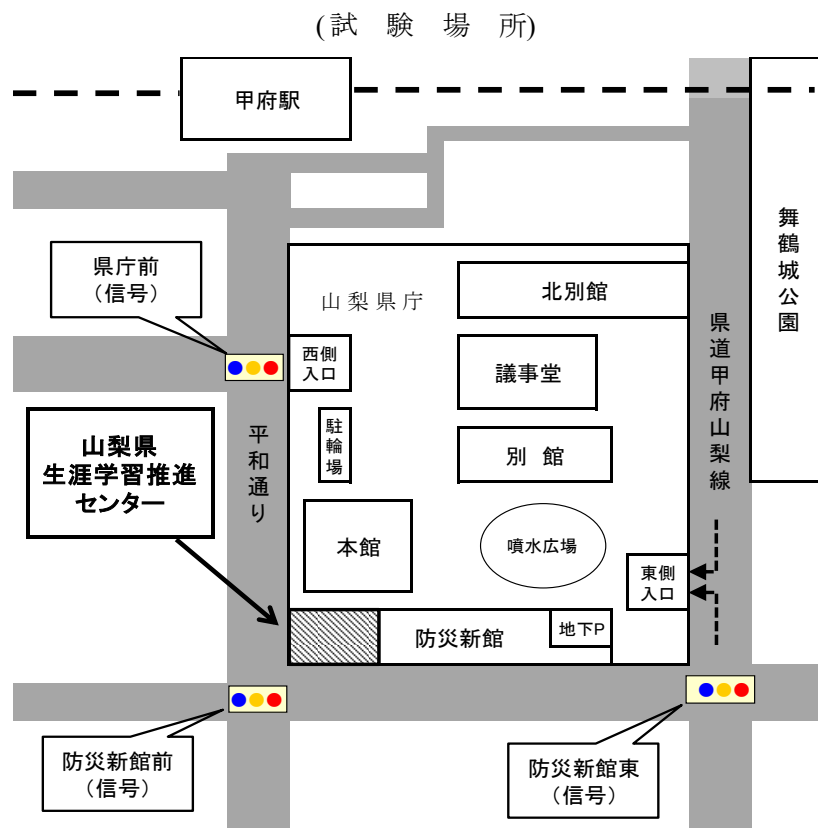 (試 験 場 所)
甲府駅
舞鶴城公園
県庁前
（信号）
山梨県庁
北別館
県道甲府山梨線
西側
入口
議事堂
山梨県
生涯学習推進
センター
平和通り
駐輪場
別 館
本館
噴水広場
東側
入口
防災新館
地下P
防災新館前
（信号）
防災新館東
（信号）